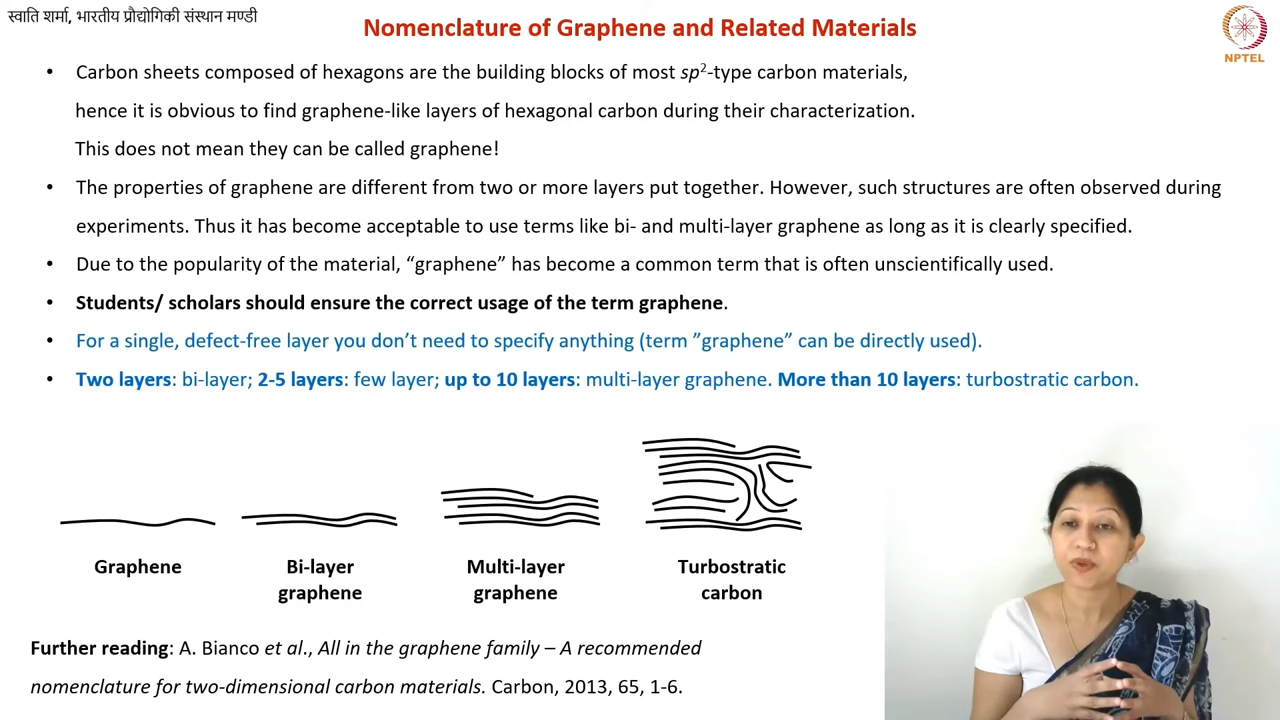 स्वाति शर्मा, भारतीय प्रौद्योगिकी संस्थान मण्डी
Nomenclature of Graphene and Related Materials
NPTEL
• Carbon sheets composed of hexagons are the building blocks of most sp²-type carbon materials,
hence it is obvious to find graphene-like layers of hexagonal carbon during their characterization.
This does not mean they can be called graphene!
• The properties of graphene are different from two or more layers put together. However, such structures are often observed during
experiments. Thus it has become acceptable to use terms like bi- and multi-layer graphene as long as it is clearly specified.
• Due to the popularity of the material, “graphene” has become a common term that is often unscientifically used.
• Students/ scholars should ensure the correct usage of the term graphene.
• For a single, defect-free layer you don’t need to specify anything (term ”graphene” can be directly used).
• Two layers: bi-layer; 2-5 layers: few layer; up to 10 layers: multi-layer graphene. More than 10 layers: turbostratic carbon.
Graphene
Bi-layer
graphene
Multi-layer
graphene
Turbostratic
carbon
Further reading: A. Bianco et al., All in the graphene family – A recommended
nomenclature for two-dimensional carbon materials. Carbon, 2013, 65, 1-6.